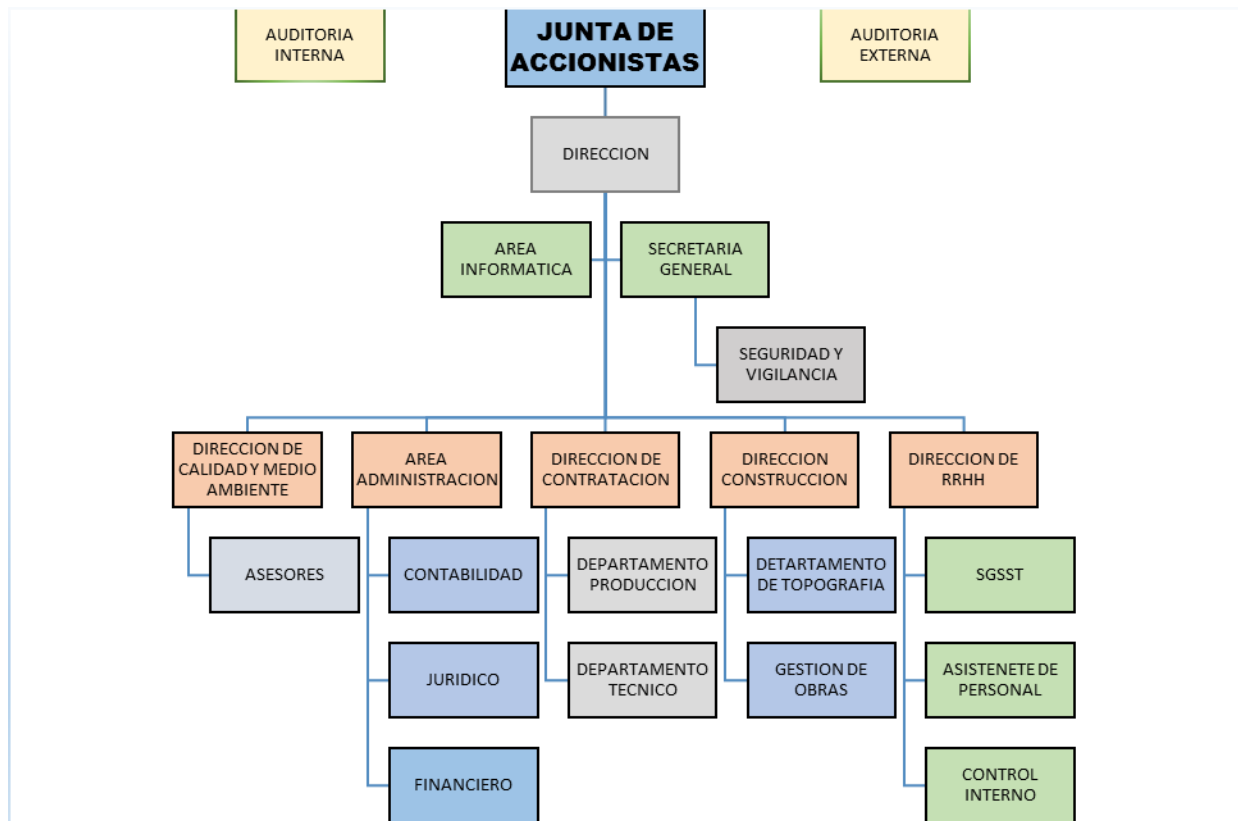 AUDITORIA
INTERNA
JUNTA DE
ACCIONISTAS
AUDITORIA
EXTERNA
DIRECCION
AREA
INFORMATICA
SECRETARIA
GENERAL
SEGURIDAD Y
VIGILANCIA
DIRECCION DE
CALIDAD Y MEDIO
AMBIENTE
AREA
ADMINISTRACION
DIRECCION DE
CONTRATACION
DIRECCION
CONSTRUCCION
DIRECCION DE
RRHH
ASESORES
CONTABILIDAD
DEPARTAMENTO
PRODUCCION
DETARTAMENTO
DE TOPOGRAFIA
SGSST
JURIDICO
DEPARTAMENTO
TECNICO
GESTION DE
OBRAS
ASISTENETE DE
PERSONAL
FINANCIERO
CONTROL
INTERNO